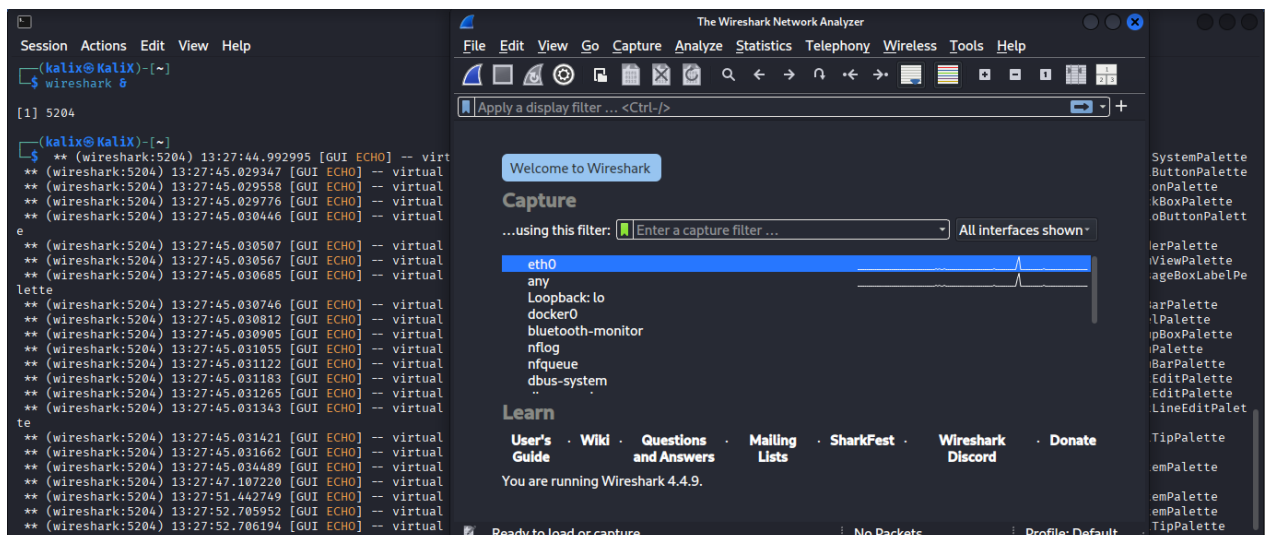 Session Actions Edit View Help
(kalix㉿KaliX)-[~]
$ wireshark &
[1] 5204
(kalix㉿KaliX)-[~]
$ ** (wireshark:5204) 13:27:44.992995 [GUI ECHO] -- virt
** (wireshark:5204) 13:27:45.029347 [GUI ECHO] -- virtual
** (wireshark:5204) 13:27:45.029558 [GUI ECHO] -- virtual
** (wireshark:5204) 13:27:45.029776 [GUI ECHO] -- virtual
** (wireshark:5204) 13:27:45.030446 [GUI ECHO] -- virtual
e
** (wireshark:5204) 13:27:45.030507 [GUI ECHO] -- virtual
** (wireshark:5204) 13:27:45.030567 [GUI ECHO] -- virtual
** (wireshark:5204) 13:27:45.030685 [GUI ECHO] -- virtual
lette
** (wireshark:5204) 13:27:45.030746 [GUI ECHO] -- virtual
** (wireshark:5204) 13:27:45.030812 [GUI ECHO] -- virtual
** (wireshark:5204) 13:27:45.030905 [GUI ECHO] -- virtual
** (wireshark:5204) 13:27:45.031055 [GUI ECHO] -- virtual
** (wireshark:5204) 13:27:45.031122 [GUI ECHO] -- virtual
** (wireshark:5204) 13:27:45.031183 [GUI ECHO] -- virtual
** (wireshark:5204) 13:27:45.031265 [GUI ECHO] -- virtual
** (wireshark:5204) 13:27:45.031343 [GUI ECHO] -- virtual
te
** (wireshark:5204) 13:27:45.031421 [GUI ECHO] -- virtual
** (wireshark:5204) 13:27:45.031662 [GUI ECHO] -- virtual
** (wireshark:5204) 13:27:45.034489 [GUI ECHO] -- virtual
** (wireshark:5204) 13:27:47.107220 [GUI ECHO] -- virtual
** (wireshark:5204) 13:27:51.442749 [GUI ECHO] -- virtual
** (wireshark:5204) 13:27:52.705952 [GUI ECHO] -- virtual
** (wireshark:5204) 13:27:52.706194 [GUI ECHO] -- virtual
The Wireshark Network Analyzer
File Edit View Go Capture Analyze Statistics Telephony Wireless Tools Help
Apply a display filter ... <Ctrl-/>
Welcome to Wireshark
Capture
...using this filter: Enter a capture filter ... All interfaces shown
eth0
any
Loopback: lo
docker0
bluetooth-monitor
nflog
nfqueue
dbus-system
Learn
User's Guide · Wiki · Questions and Answers · Mailing Lists · SharkFest · Wireshark Discord · Donate
You are running Wireshark 4.4.9.
Ready to load or capture No Packets Profile: Default
SystemPalette
ButtonPalette
onPalette
kBoxPalette
oButtonPalett
erPalette
ViewPalette
ageBoxLabelPe
arPalette
lPalette
pBoxPalette
Palette
BarPalette
EditPalette
EditPalette
LineEditPalet
TipPalette
emPalette
emPalette
emPalette
TipPalette